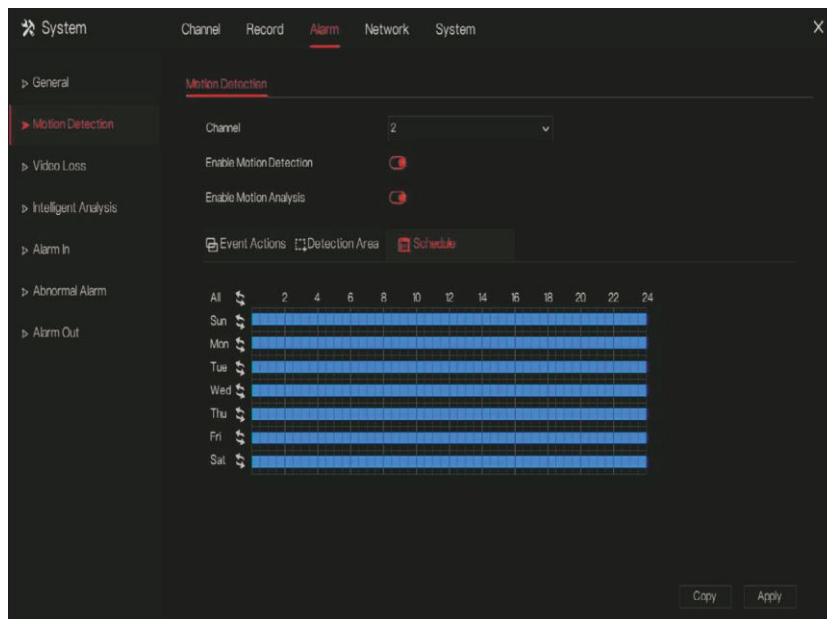 System
Channel Record Alarm Network System X
General
Motion Detection
Video Loss
Intelligent Analysis
Alarm In
Abnormal Alarm
Alarm Out
Motion Detection
Channel 2
Enable Motion Detection
Enable Motion Analysis
Event Actions Detection Area Schedule
All 2 4 6 8 10 12 14 16 18 20 22 24
Sun
Mon
Tue
Wed
Thu
Fri
Sat
Copy Apply